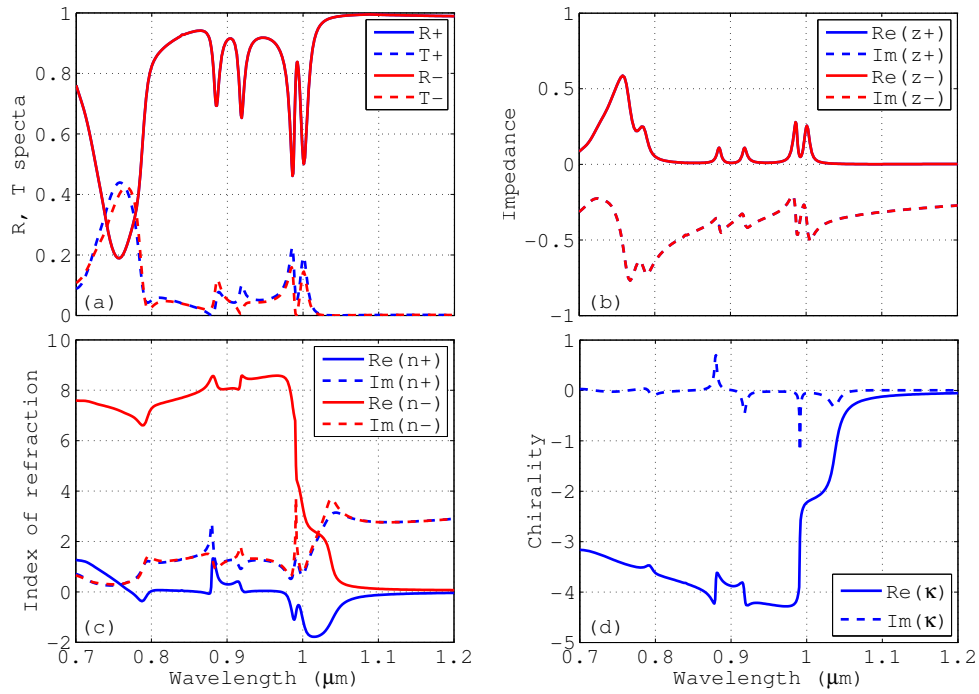 R, T specta
1
0.8
0.6
0.4
0.2
0
R+
T+
R-
T-
(a)
Impedance
1
0.5
0
-0.5
-1
Re(z+)
Im(z+)
Re(z-)
Im(z-)
(b)
Index of refraction
10
8
6
4
2
0
-2
Re(n+)
Im(n+)
Re(n-)
Im(n-)
(c)
0.7 0.8 0.9 1 1.1 1.2
Wavelength (μm)
Chirality
1
0
-1
-2
-3
-4
-5
Re(κ)
Im(κ)
(d)
0.7 0.8 0.9 1 1.1 1.2
Wavelength (μm)